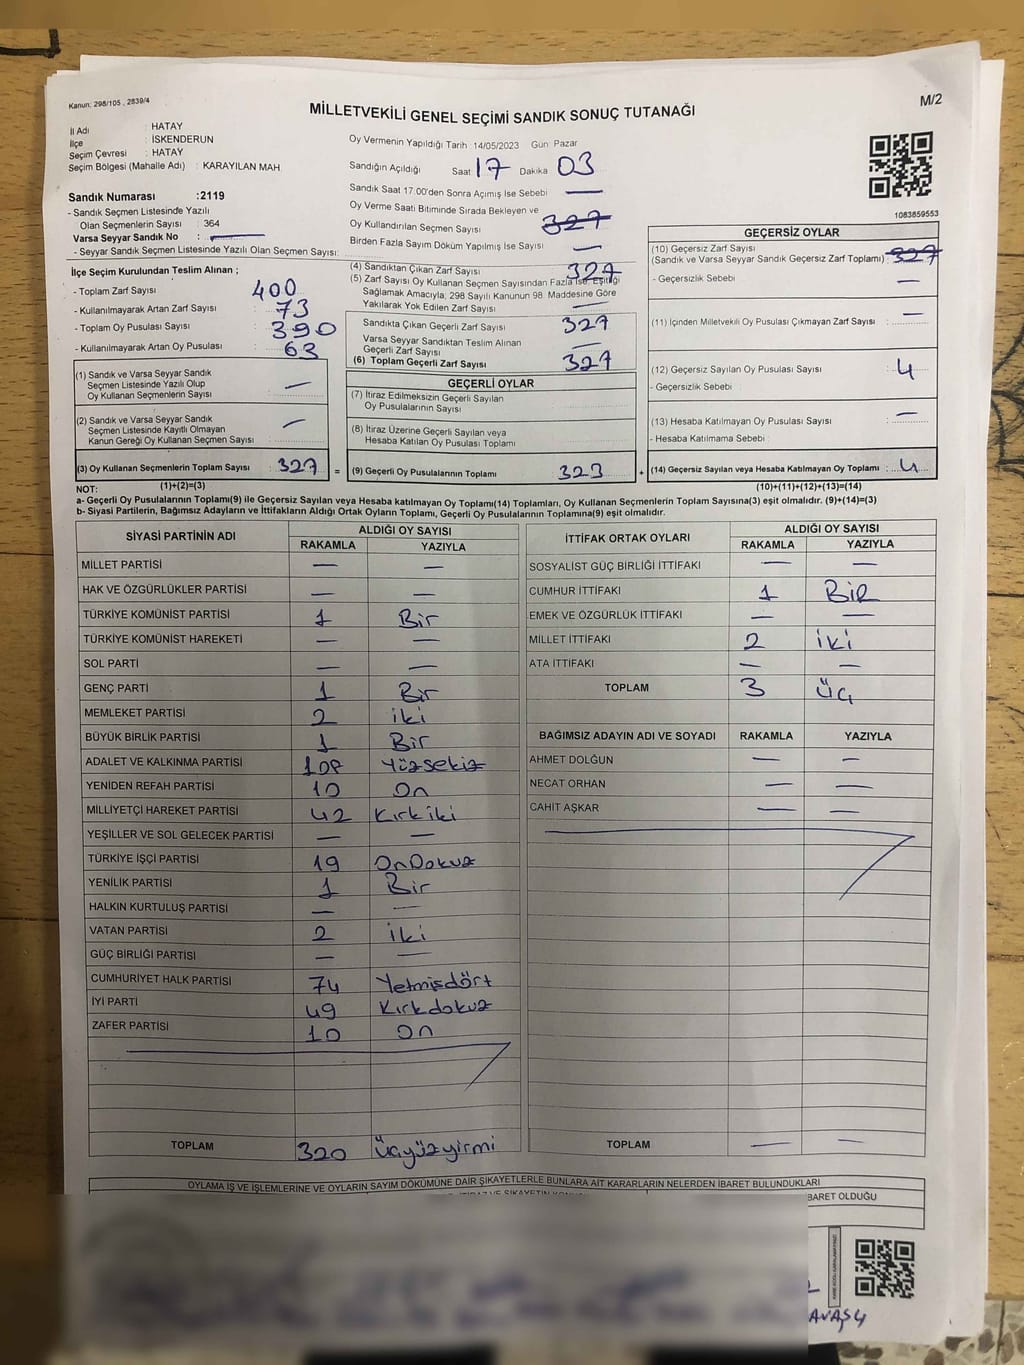 Kanun: 298/105 , 2839/4
M/2
MİLLETVEKİLİ GENEL SEÇİMİ SANDIK SONUÇ TUTANAĞI
İl Adı : HATAY
İlçe : İSKENDERUN
Seçim Çevresi : HATAY
Seçim Bölgesi (Mahalle Adı) : KARAYILAN MAH
Sandık Numarası : 2119
- Sandık Seçmen Listesinde Yazılı
Olan Seçmenlerin Sayısı : 364
Varsa Seyyar Sandık No : —
- Seyyar Sandık Seçmen Listesinde Yazılı Olan Seçmen Sayısı:
Oy Vermenin Yapıldığı Tarih 14/05/2023 Gün Pazar
Sandığın Açıldığı Saat 17 Dakika 03
Sandık Saat 17.00'den Sonra Açımış İse Sebebi —
Oy Verme Saati Bitiminde Sırada Bekleyen ve
Oy Kullandırılan Seçmen Sayısı 327
Birden Fazla Sayım Döküm Yapılmış İse Sayısı —
1083859553
İlçe Seçim Kurulundan Teslim Alınan ;
- Toplam Zarf Sayısı : 400
- Kullanılmayarak Artan Zarf Sayısı : 73
- Toplam Oy Pusulası Sayısı : 390
- Kullanılmayarak Artan Oy Pusulası : 63
(1) Sandık ve Varsa Seyyar Sandık
Seçmen Listesinde Yazılı Olup
Oy Kullanan Seçmenlerin Sayısı : —
(2) Sandık ve Varsa Seyyar Sandık
Seçmen Listesinde Kayıtlı Olmayan
Kanun Gereği Oy Kullanan Seçmen Sayısı : —
(3) Oy Kullanan Seçmenlerin Toplam Sayısı : 327 =
(1)+(2)=(3)
(4) Sandıktan Çıkan Zarf Sayısı 327
(5) Zarf Sayısı Oy Kullanan Seçmen Sayısından Fazla İse, Eşitliği
Sağlamak Amacıyla; 298 Sayılı Kanunun 98. Maddesine Göre
Yakılarak Yok Edilen Zarf Sayısı : —
Sandıkta Çıkan Geçerli Zarf Sayısı 327
Varsa Seyyar Sandıktan Teslim Alınan
Geçerli Zarf Sayısı : —
(6) Toplam Geçerli Zarf Sayısı 327
GEÇERLİ OYLAR
(7) İtiraz Edilmeksizin Geçerli Sayılan
Oy Pusulalarının Sayısı
(8) İtiraz Üzerine Geçerli Sayılan veya
Hesaba Katılan Oy Pusulası Toplamı
(9) Geçerli Oy Pusulalarının Toplamı 323 +
GEÇERSİZ OYLAR
(10) Geçersiz Zarf Sayısı
(Sandık ve Varsa Seyyar Sandık Geçersiz Zarf Toplamı) : 327
- Geçersizlik Sebebi : —
(11) İçinden Milletvekili Oy Pusulası Çıkmayan Zarf Sayısı : —
(12) Geçersiz Sayılan Oy Pusulası Sayısı : 4
- Geçersizlik Sebebi :
(13) Hesaba Katılmayan Oy Pusulası Sayısı : —
- Hesaba Katılmama Sebebi :
(14) Geçersiz Sayılan veya Hesaba Katılmayan Oy Toplamı : 4
(10)+(11)+(12)+(13)=(14)
NOT:
a- Geçerli Oy Pusulalarının Toplamı(9) ile Geçersiz Sayılan veya Hesaba katılmayan Oy Toplamı(14) Toplamları, Oy Kullanan Seçmenlerin Toplam Sayısına(3) eşit olmalıdır. (9)+(14)=(3)
b- Siyasi Partilerin, Bağımsız Adayların ve İttifakların Aldığı Ortak Oyların Toplamı, Geçerli Oy Pusulalarının Toplamına(9) eşit olmalıdır.
SİYASİ PARTİNİN ADI ALDIĞI OY SAYISI
RAKAMLA YAZIYLA
MİLLET PARTİSİ — —
HAK VE ÖZGÜRLÜKLER PARTİSİ — —
TÜRKİYE KOMÜNİST PARTİSİ 1 Bir
TÜRKİYE KOMÜNİST HAREKETİ — —
SOL PARTİ — —
GENÇ PARTİ 1 Bir
MEMLEKET PARTİSİ 2 iki
BÜYÜK BİRLİK PARTİSİ 1 Bir
ADALET VE KALKINMA PARTİSİ 108 Yüzsekiz
YENİDEN REFAH PARTİSİ 10 On
MİLLİYETÇİ HAREKET PARTİSİ 42 Kırkiki
YEŞİLLER VE SOL GELECEK PARTİSİ — —
TÜRKİYE İŞÇİ PARTİSİ 19 OnDokuz
YENİLİK PARTİSİ 1 Bir
HALKIN KURTULUŞ PARTİSİ — —
VATAN PARTİSİ 2 iki
GÜÇ BİRLİĞİ PARTİSİ — —
CUMHURİYET HALK PARTİSİ 74 Yetmişdört
İYİ PARTİ 49 Kırkdokuz
ZAFER PARTİSİ 10 On
TOPLAM 320 Üçyüzyirmi
İTTİFAK ORTAK OYLARI ALDIĞI OY SAYISI
RAKAMLA YAZIYLA
SOSYALİST GÜÇ BİRLİĞİ İTTİFAKI — —
CUMHUR İTTİFAKI 1 BİR
EMEK VE ÖZGÜRLÜK İTTİFAKI — —
MİLLET İTTİFAKI 2 iki
ATA İTTİFAKI — —
TOPLAM 3 Üç
BAĞIMSIZ ADAYIN ADI VE SOYADI RAKAMLA YAZIYLA
AHMET DOLĞUN — —
NECAT ORHAN — —
CAHİT AŞKAR — —
TOPLAM — —
OYLAMA İŞ VE İŞLEMLERİNE VE OYLARIN SAYIM DÖKÜMÜNE DAİR ŞİKAYETLERLE BUNLARA AİT KARARLARIN NELERDEN İBARET BULUNDUKLARI
BARET OLDUĞU